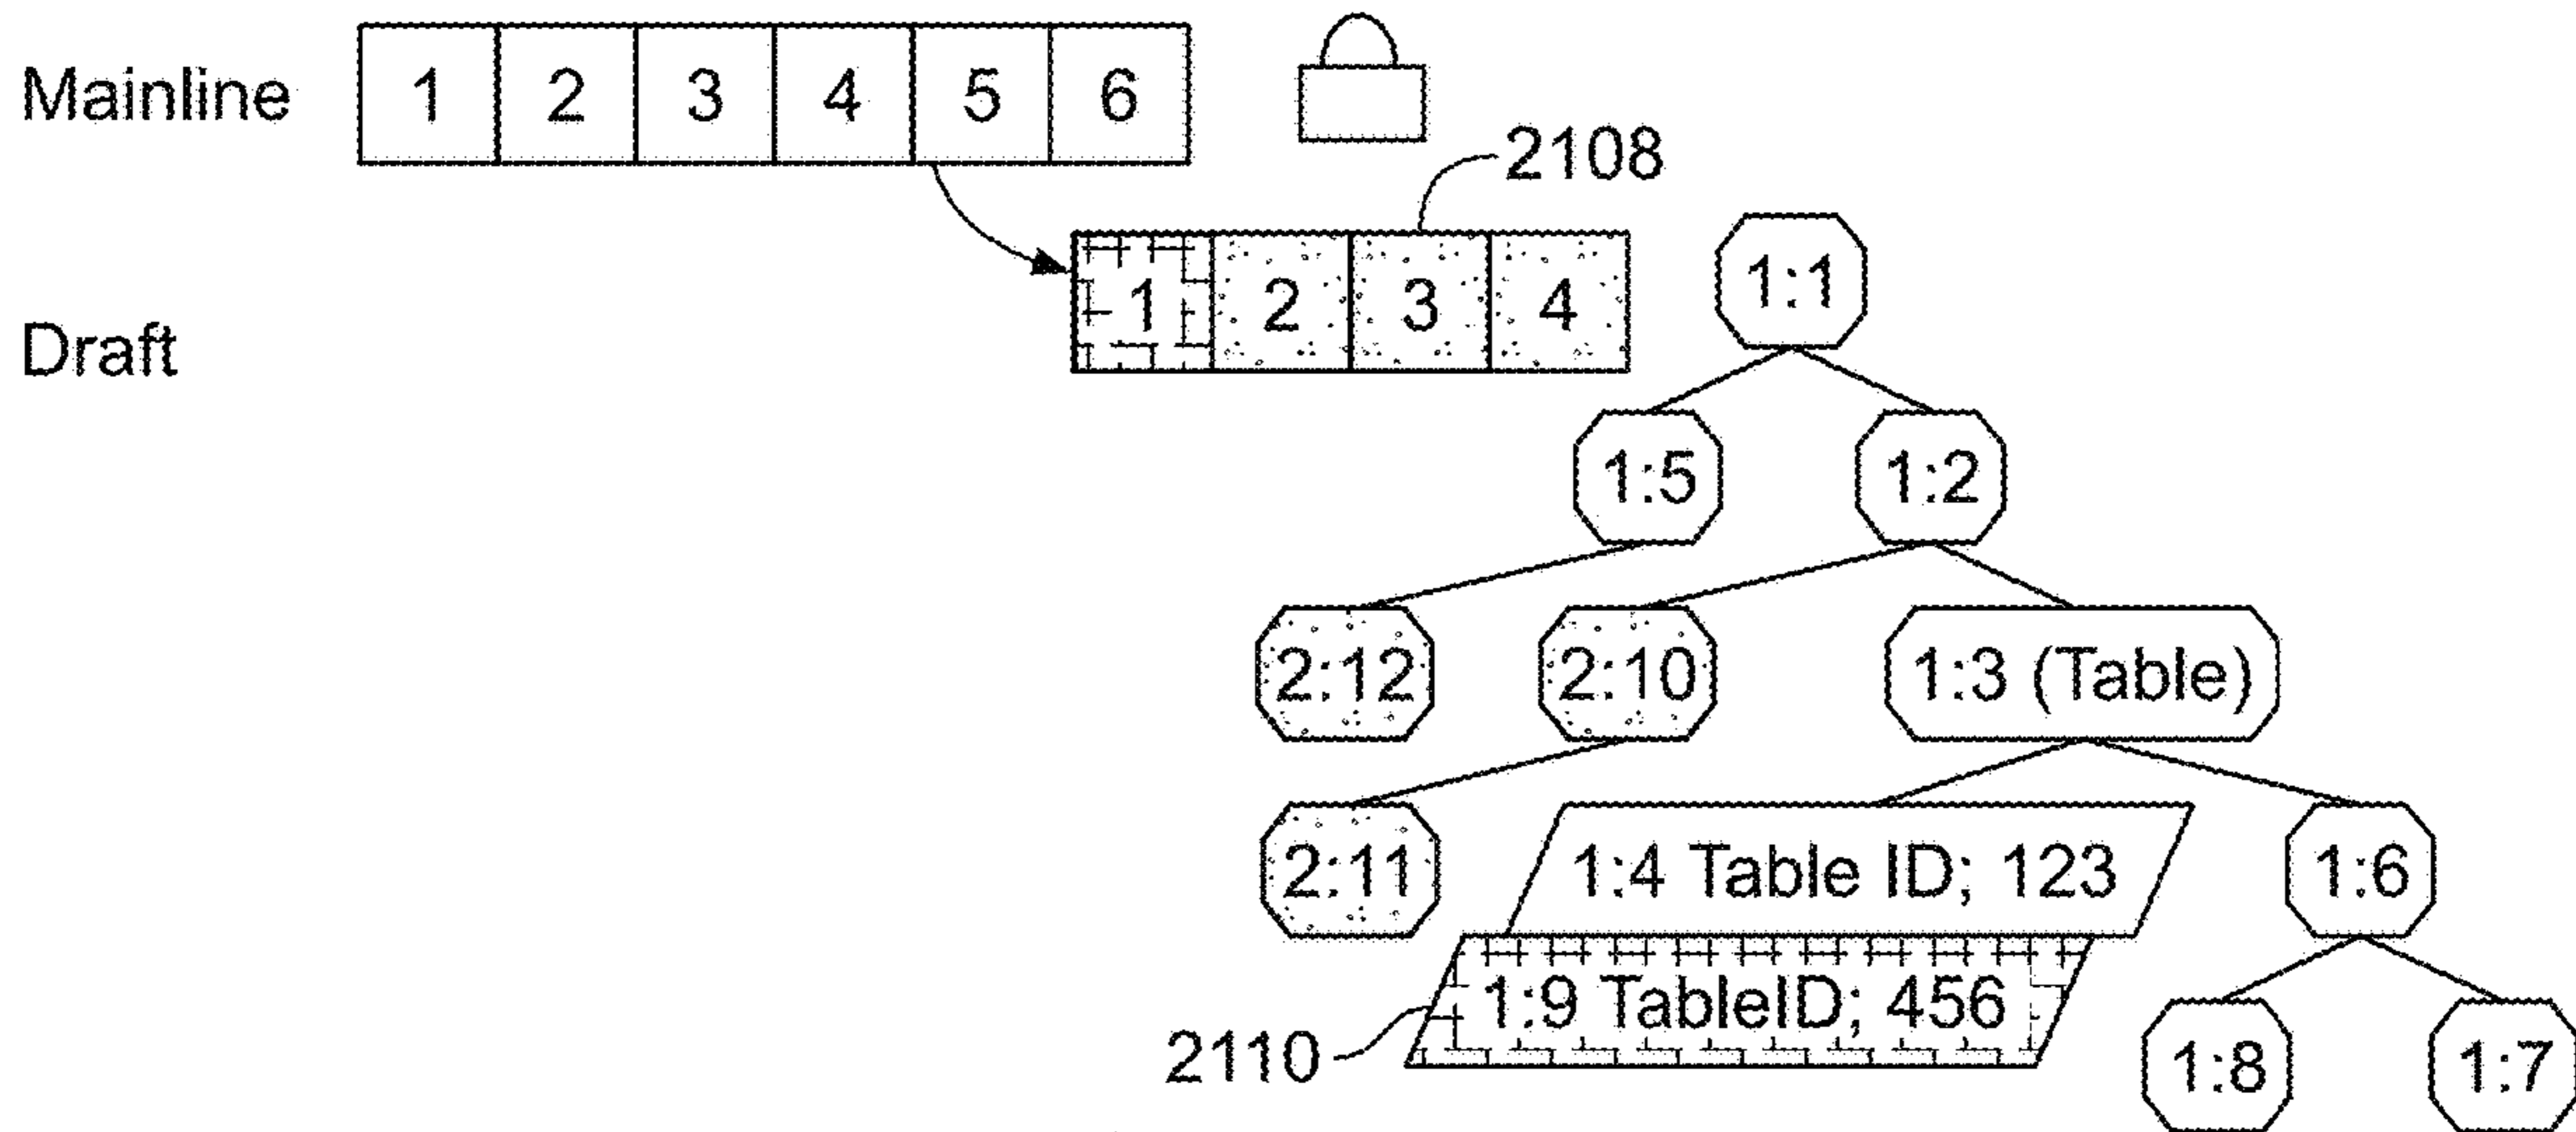 Mainline 1 2 3 4 5 6
2108
Draft 1 2 3 4 1:1
1:5 1:2
2:12 2:10 1:3 (Table)
2:11 1:4 Table ID; 123 1:6
1:9 TableID; 456
2110 1:8 1:7